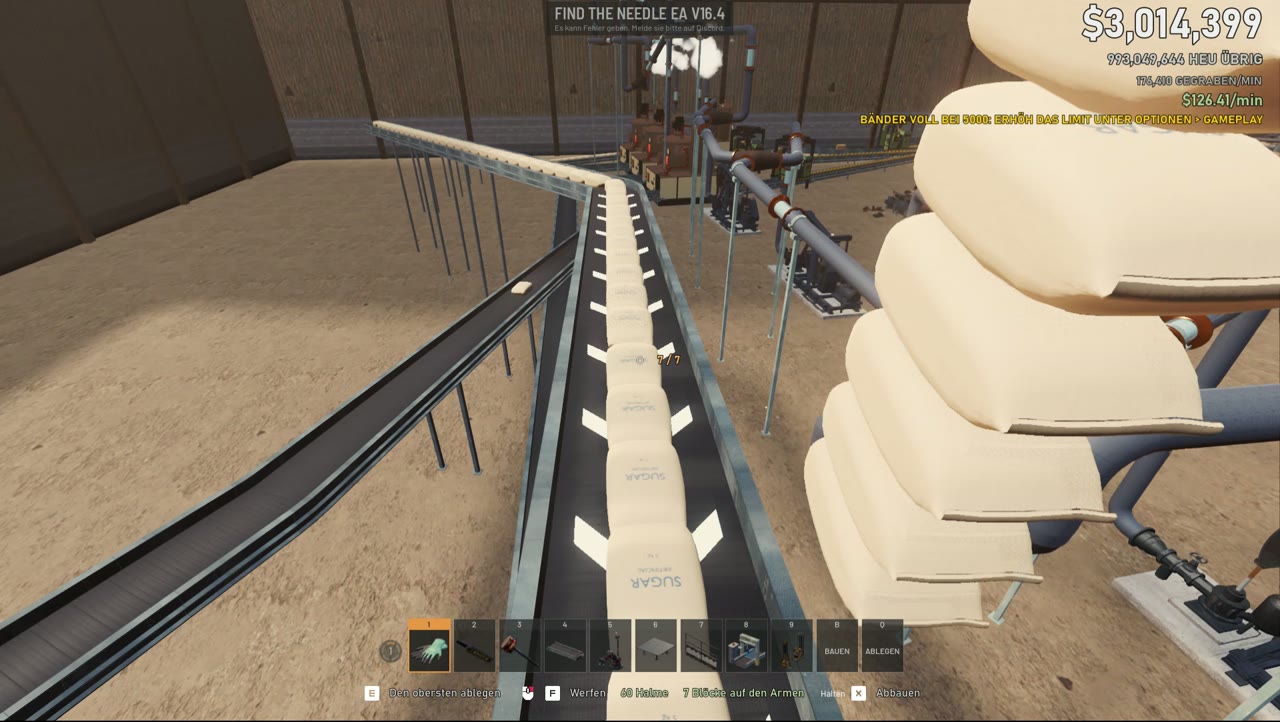 FIND THE NEEDLE EA V16.4
Es kann Fehler geben. Melde sie bitte auf Discord.
$3,014,399
993,049,644 HEU ÜBRIG
176,410 GEGRABEN/MIN
$126.41/min
BÄNDER VOLL BEI 5000: ERHÖH DAS LIMIT UNTER OPTIONEN > GAMEPLAY
7 / 7
SUGAR
SUGAR
ARTIFICIAL
SUGAR
1 2 3 4 5 6 7 8 9 B 0
BAUEN ABLEGEN
E Den obersten ablegen F Werfen 60 Halme 7 Blöcke auf den Armen Halten X Abbauen